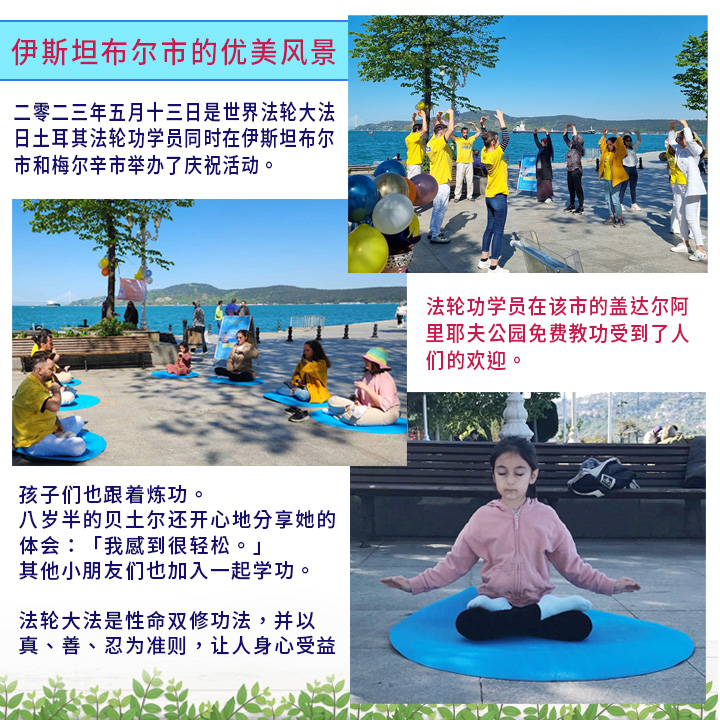 伊斯坦布尔市的优美风景
二零二三年五月十三日是世界法轮大法
日土耳其法轮功学员同时在伊斯坦布尔
市和梅尔辛市举办了庆祝活动。
法轮功学员在该市的盖达尔阿
里耶夫公园免费教功受到了人
们的欢迎。
孩子们也跟着炼功。
八岁半的贝土尔还开心地分享她的
体会：「我感到很轻松。」
其他小朋友们也加入一起学功。
法轮大法是性命双修功法，并以
真、善、忍为准则，让人身心受益